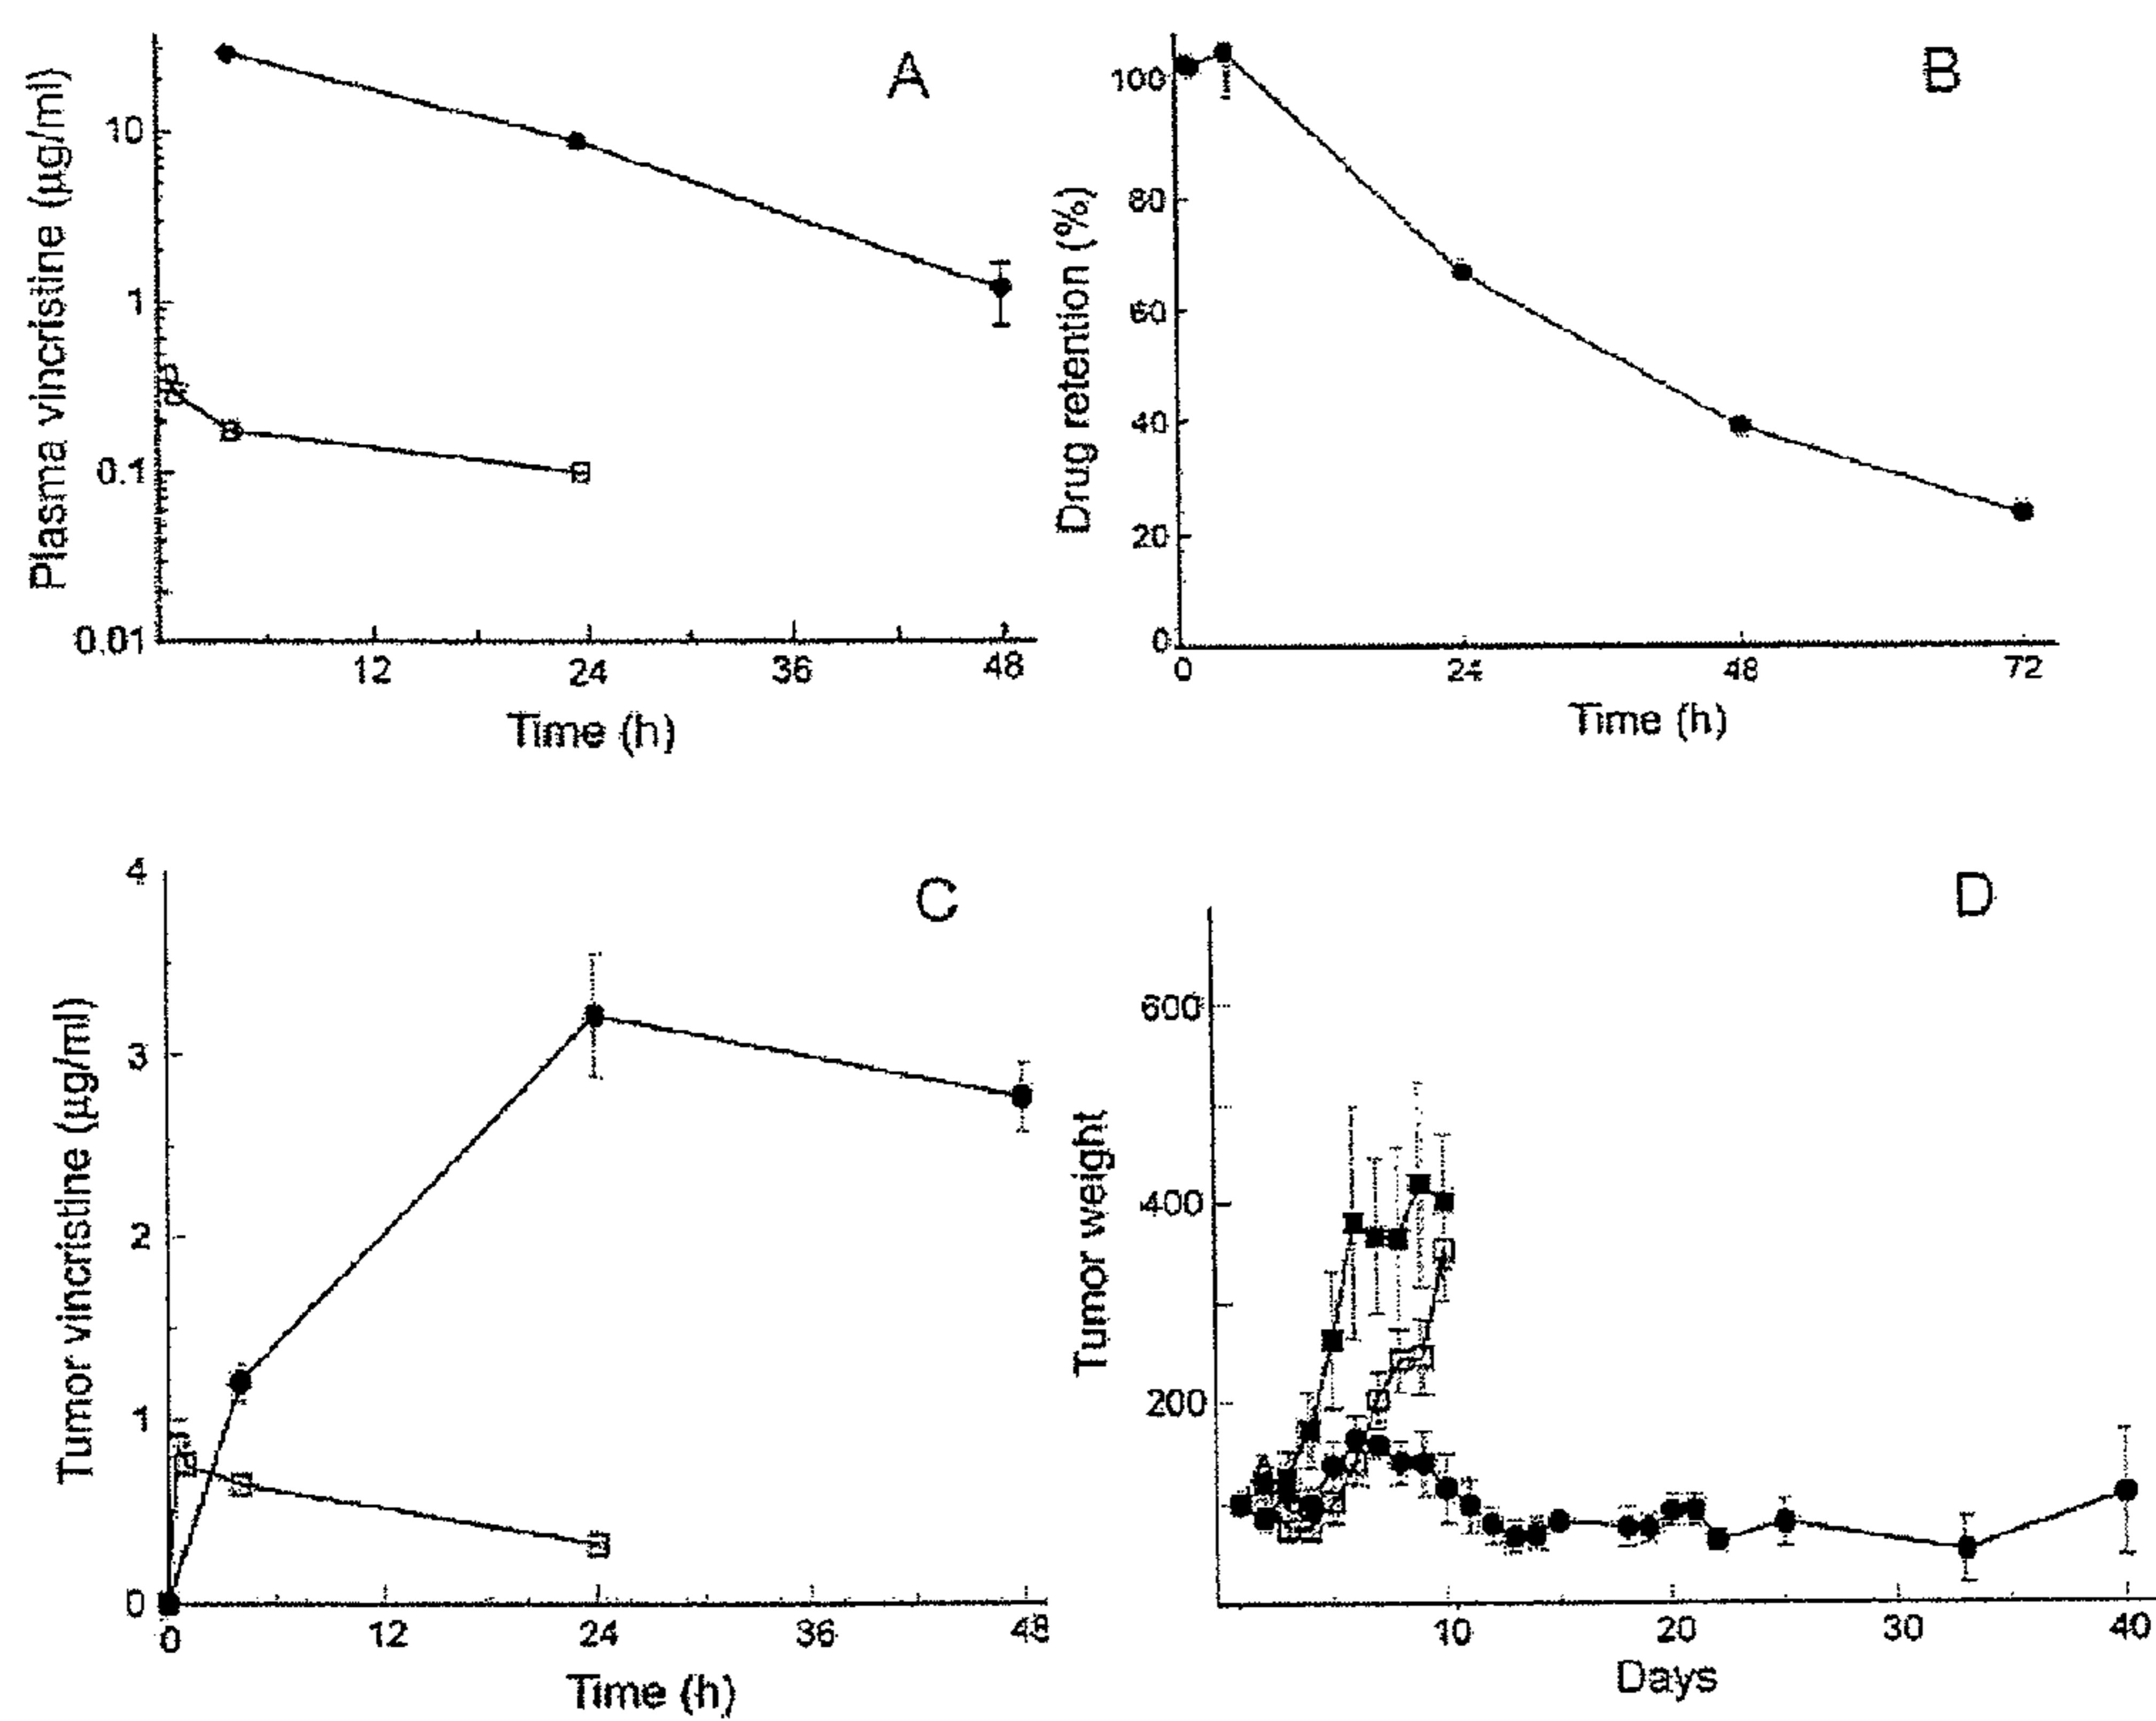 A
Plasma vincristine (µg/ml)
10
1
0.1
0.01
12 24 36 48
Time (h)
B
Drug retention (%)
100
80
60
40
20
0
0 24 48 72
Time (h)
C
Tumor vincristine (µg/ml)
4
3
2
1
0
0 12 24 36 48
Time (h)
D
Tumor weight
600
400
200
10 20 30 40
Days